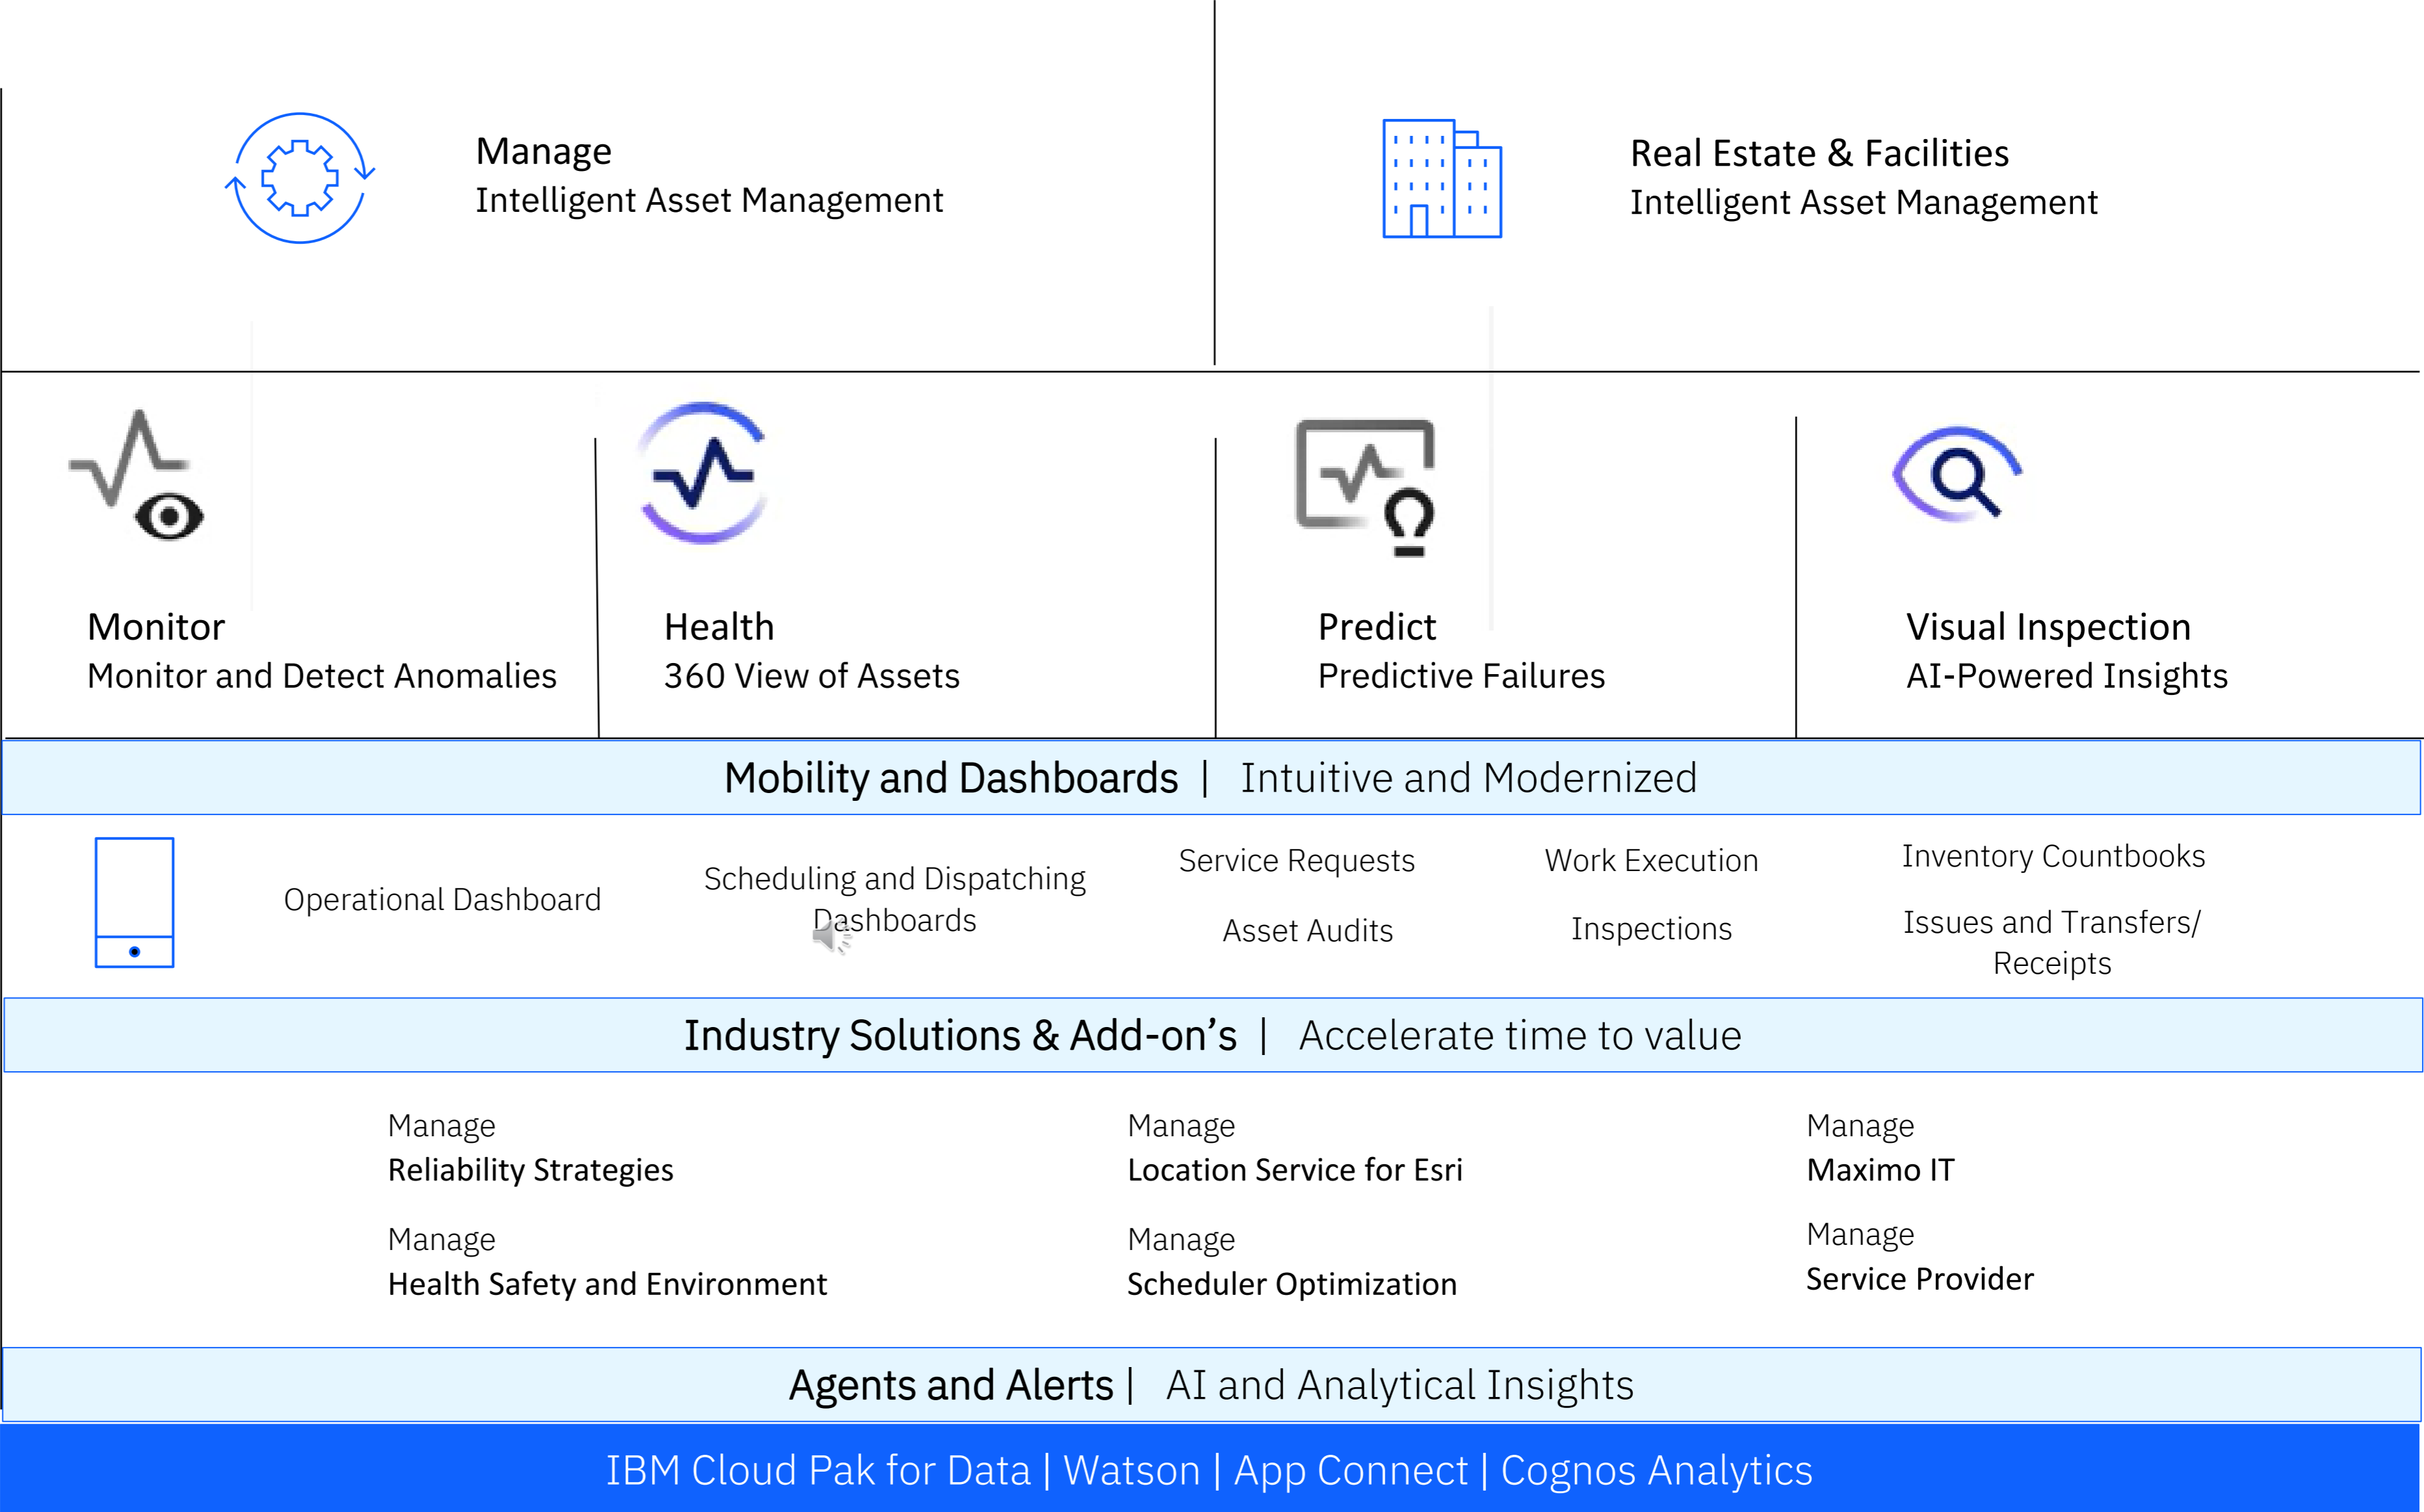 Manage
Intelligent Asset Management
Real Estate & Facilities
Intelligent Asset Management
Monitor
Monitor and Detect Anomalies
Health
360 View of Assets
Predict
Predictive Failures
Visual Inspection
AI-Powered Insights
Mobility and Dashboards | Intuitive and Modernized
Operational Dashboard
Scheduling and Dispatching
Dashboards
Service Requests
Asset Audits
Work Execution
Inspections
Inventory Countbooks
Issues and Transfers/
Receipts
Industry Solutions & Add-on’s | Accelerate time to value
Manage
Reliability Strategies
Manage
Location Service for Esri
Manage
Maximo IT
Manage
Health Safety and Environment
Manage
Scheduler Optimization
Manage
Service Provider
Agents and Alerts | AI and Analytical Insights
IBM Cloud Pak for Data | Watson | App Connect | Cognos Analytics